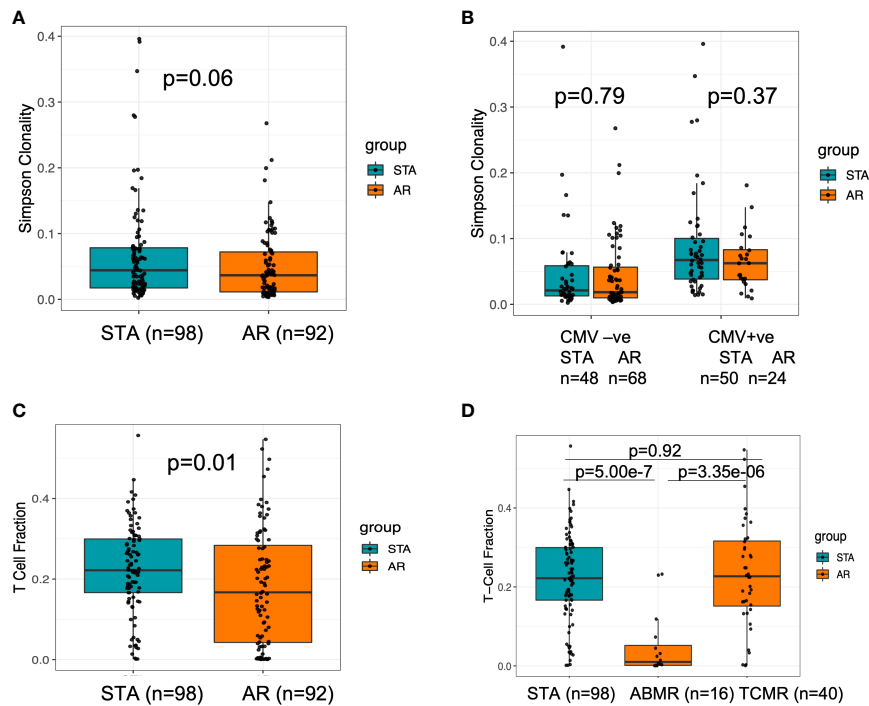 A
0.4
0.3
0.2
0.1
0.0
Simpson Clonality
p=0.06
STA (n=98) AR (n=92)
group
STA
AR
B
0.4
0.3
0.2
0.1
0.0
Simpson Clonality
p=0.79 p=0.37
CMV –ve CMV+ve
STA AR STA AR
n=48 n=68 n=50 n=24
group
STA
AR
C
0.4
0.2
0.0
T Cell Fraction
p=0.01
STA (n=98) AR (n=92)
group
STA
AR
D
0.4
0.2
0.0
T–Cell Fraction
p=0.92
p=5.00e-7 p=3.35e-06
STA (n=98) ABMR (n=16) TCMR (n=40)
group
STA
AR